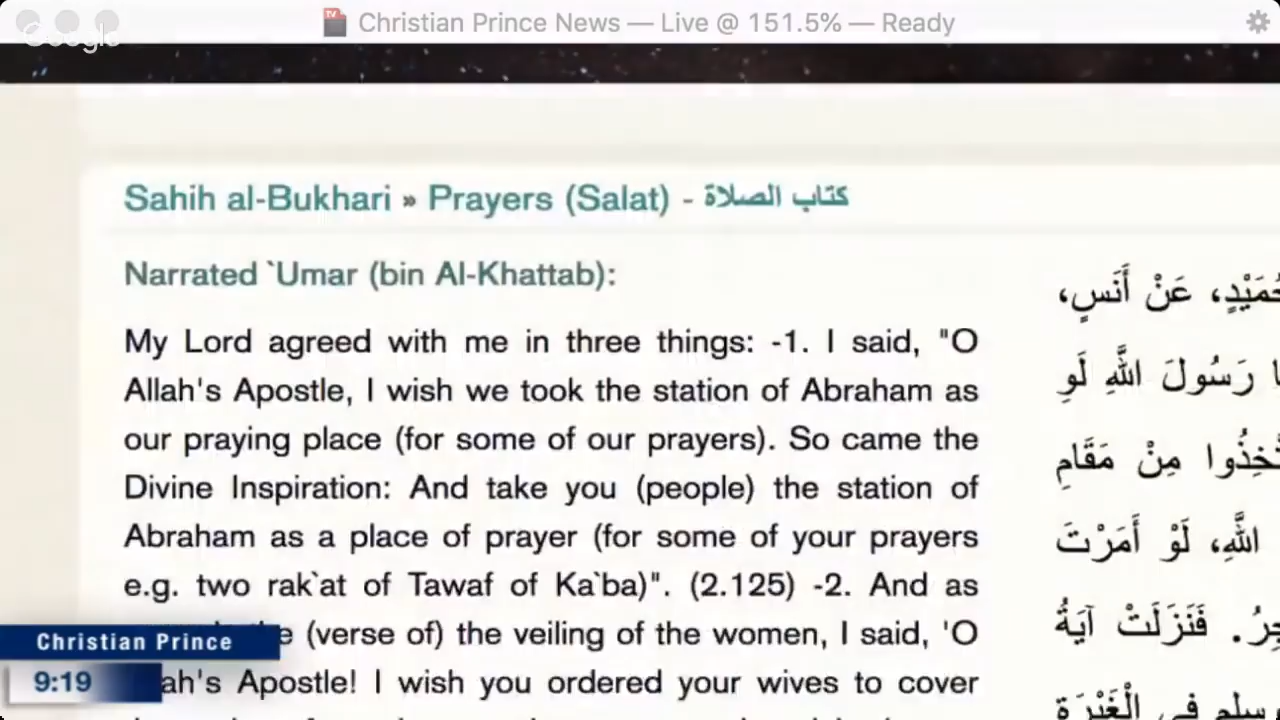 Christian Prince News — Live @ 151.5% — Ready
Google
Sahih al-Bukhari » Prayers (Salat) - كتاب الصلاة
Narrated `Umar (bin Al-Khattab):
My Lord agreed with me in three things: -1. I said, "O
Allah's Apostle, I wish we took the station of Abraham as
our praying place (for some of our prayers). So came the
Divine Inspiration: And take you (people) the station of
Abraham as a place of prayer (for some of your prayers
e.g. two rak`at of Tawaf of Ka`ba)". (2.125) -2. And as
(verse of) the veiling of the women, I said, 'O
Apostle! I wish you ordered your wives to cover
عَنْ أَنَسٍ،
رَسُولَ اللَّهِ لَوِ
مِنْ مَقَامِ
اللَّهِ، لَوْ أَمَرْتَ
فَنَزَلَتْ آيَةُ
فِي الْغَيْرَةِ
Christian Prince
9:19